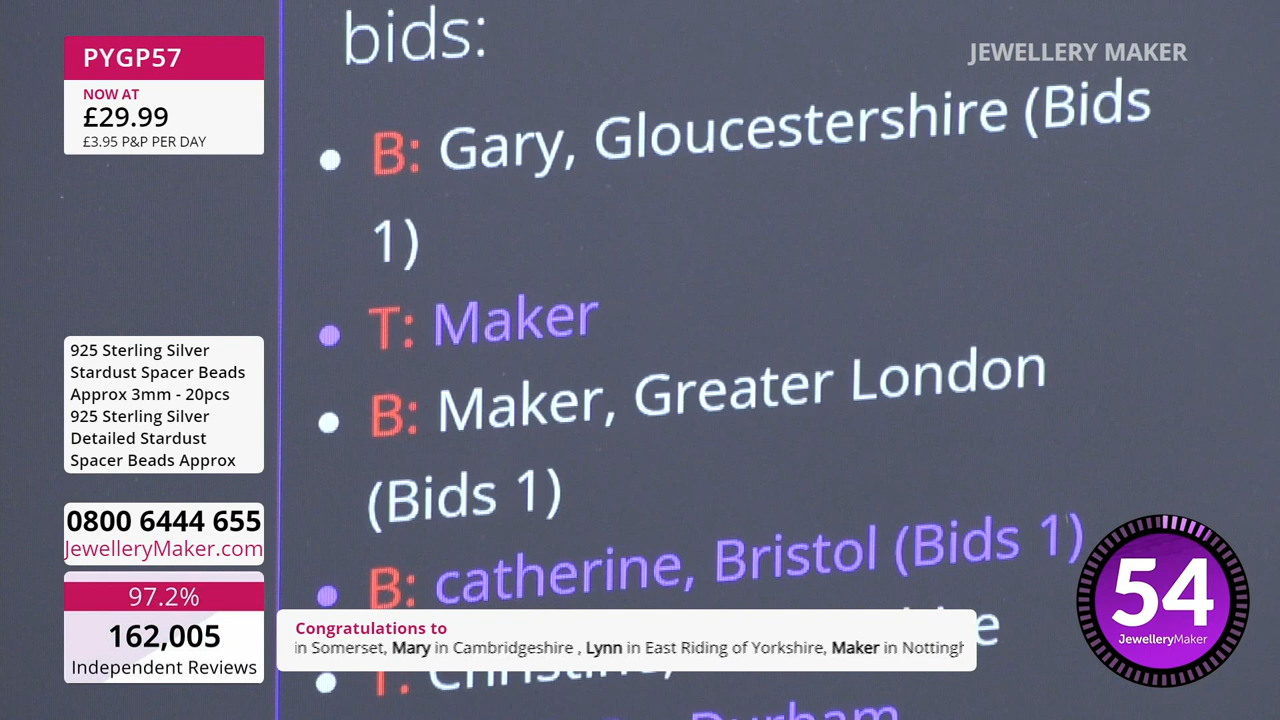 PYGP57
NOW AT
£29.99
£3.95 P&P PER DAY
JEWELLERY MAKER
bids:
B: Gary, Gloucestershire (Bids
1)
T: Maker
B: Maker, Greater London
(Bids 1)
B: catherine, Bristol (Bids 1)
925 Sterling Silver
Stardust Spacer Beads
Approx 3mm - 20pcs
925 Sterling Silver
Detailed Stardust
Spacer Beads Approx
0800 6444 655
JewelleryMaker.com
97.2%
162,005
Independent Reviews
Congratulations to
in Somerset, Mary in Cambridgeshire , Lynn in East Riding of Yorkshire, Maker in Nottingh
T: Christine,
Durham
54
JewelleryMaker